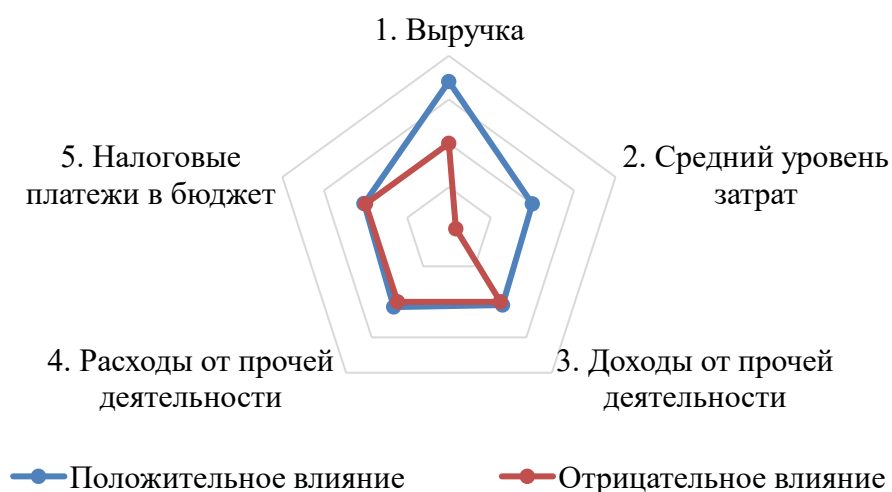 1. Выручка
2. Средний уровень
затрат
3. Доходы от прочей
деятельности
4. Расходы от прочей
деятельности
5. Налоговые
платежи в бюджет
Положительное влияние
Отрицательное влияние